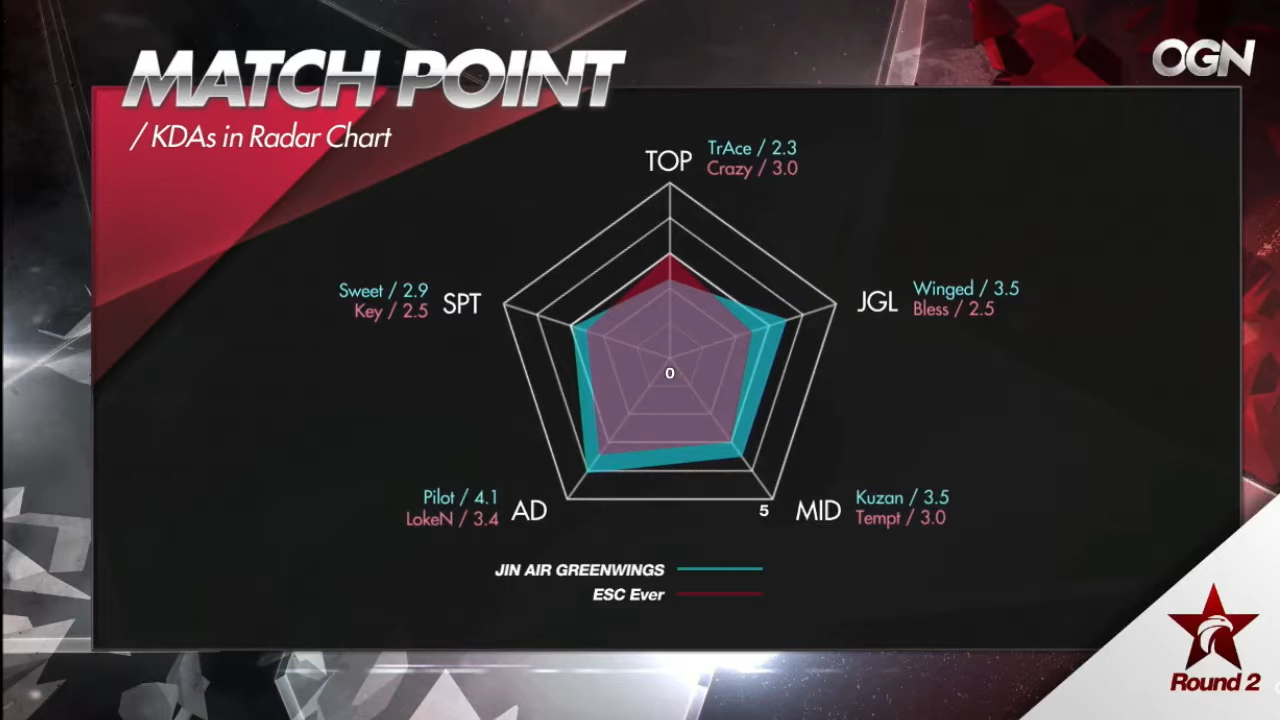 MATCH POINT
OGN
/ KDAs in Radar Chart
TOP
TrAce / 2.3
Crazy / 3.0
Sweet / 2.9
Key / 2.5
SPT
JGL
Winged / 3.5
Bless / 2.5
0
Pilot / 4.1
LokeN / 3.4
AD
5
MID
Kuzan / 3.5
Tempt / 3.0
JIN AIR GREENWINGS
ESC Ever
Round 2